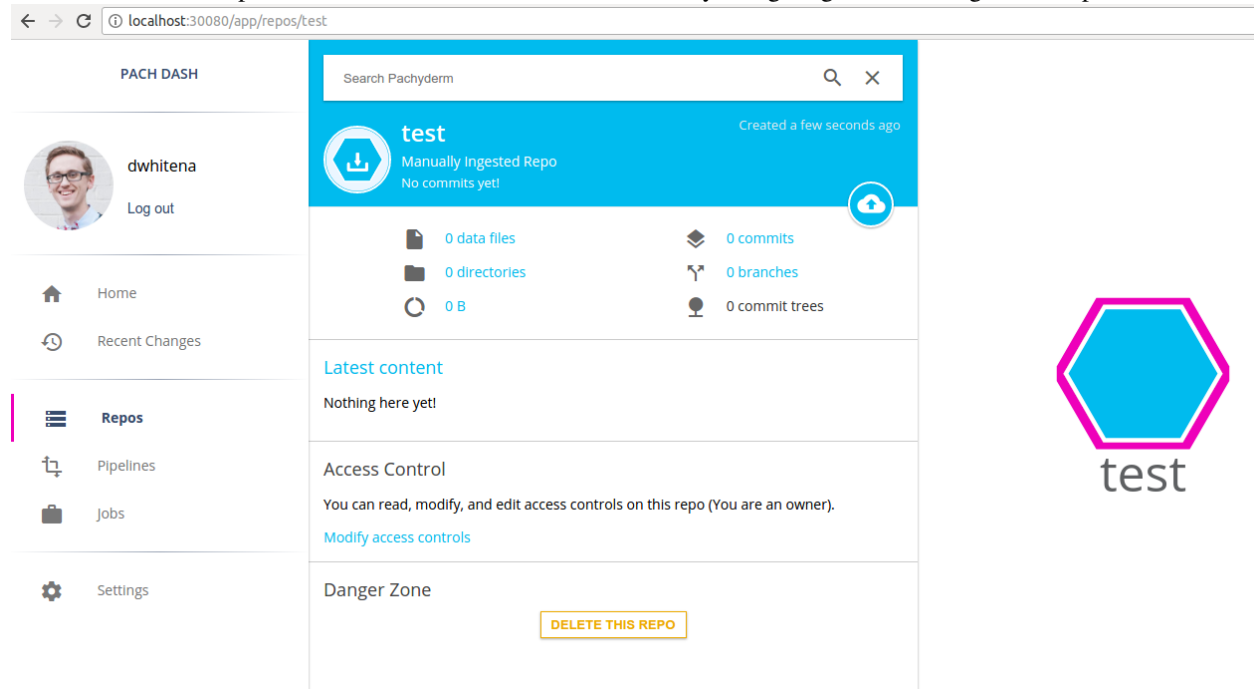 localhost:30080/app/repos/test
PACH DASH
dwhitena
Log out
Home
Recent Changes
Repos
Pipelines
Jobs
Settings
Search Pachyderm
test
Created a few seconds ago
Manually Ingested Repo
No commits yet!
0 data files
0 commits
0 directories
0 branches
0 B
0 commit trees
Latest content
Nothing here yet!
Access Control
You can read, modify, and edit access controls on this repo (You are an owner).
Modify access controls
Danger Zone
DELETE THIS REPO
test